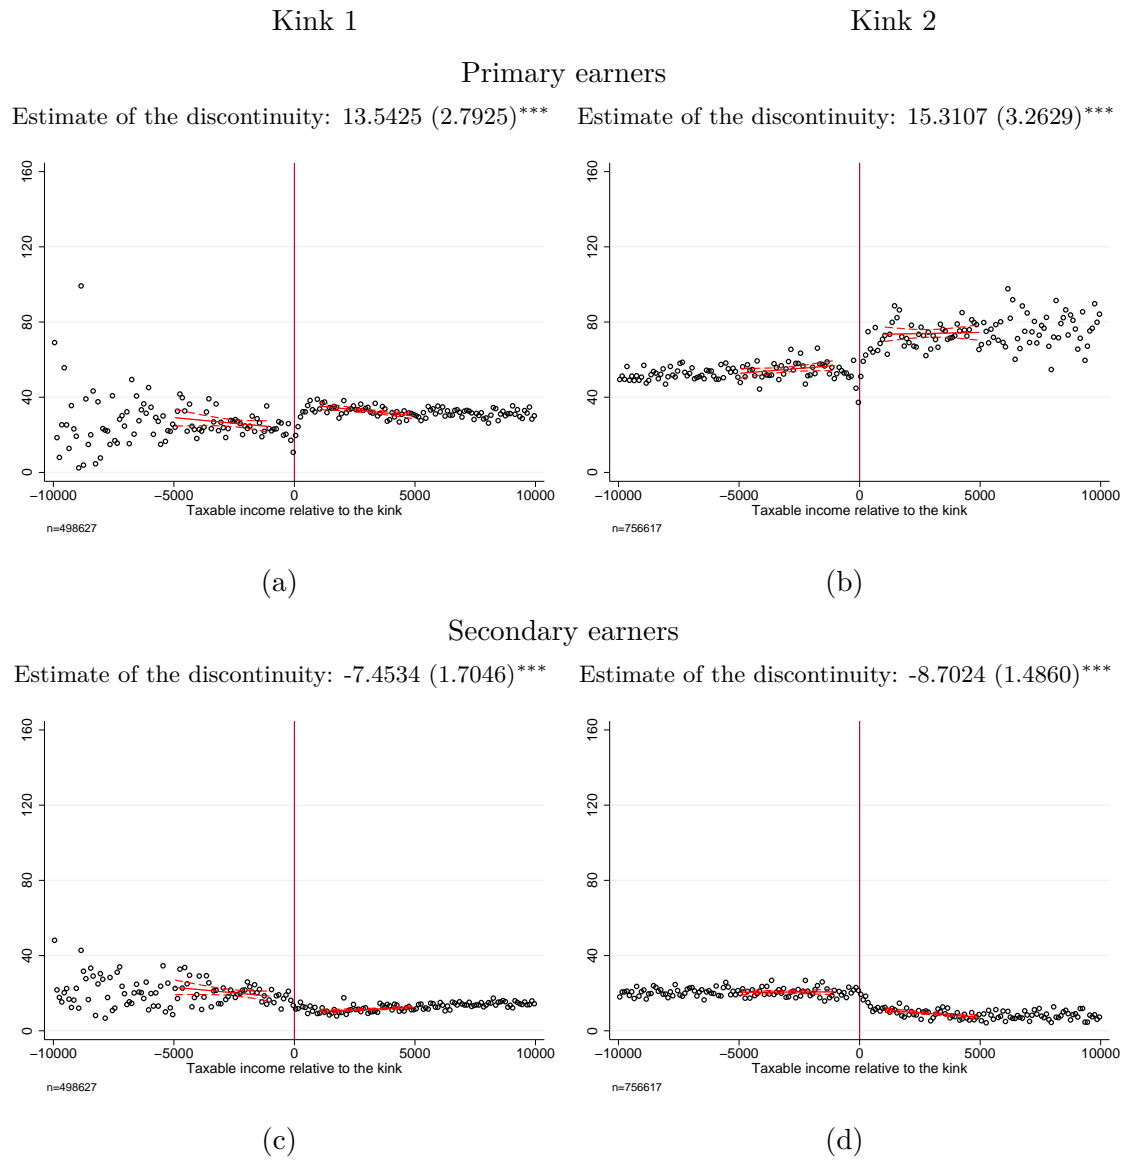 Kink 1 Kink 2
Primary earners
Estimate of the discontinuity: 13.5425 (2.7925)*** Estimate of the discontinuity: 15.3107 (3.2629)***
160
120
80
40
0
−10000 −5000 0 5000 10000
Taxable income relative to the kink
n=498627
(a)
160
120
80
40
0
−10000 −5000 0 5000 10000
Taxable income relative to the kink
n=756617
(b)
Secondary earners
Estimate of the discontinuity: -7.4534 (1.7046)*** Estimate of the discontinuity: -8.7024 (1.4860)***
160
120
80
40
0
−10000 −5000 0 5000 10000
Taxable income relative to the kink
n=498627
(c)
160
120
80
40
0
−10000 −5000 0 5000 10000
Taxable income relative to the kink
n=756617
(d)